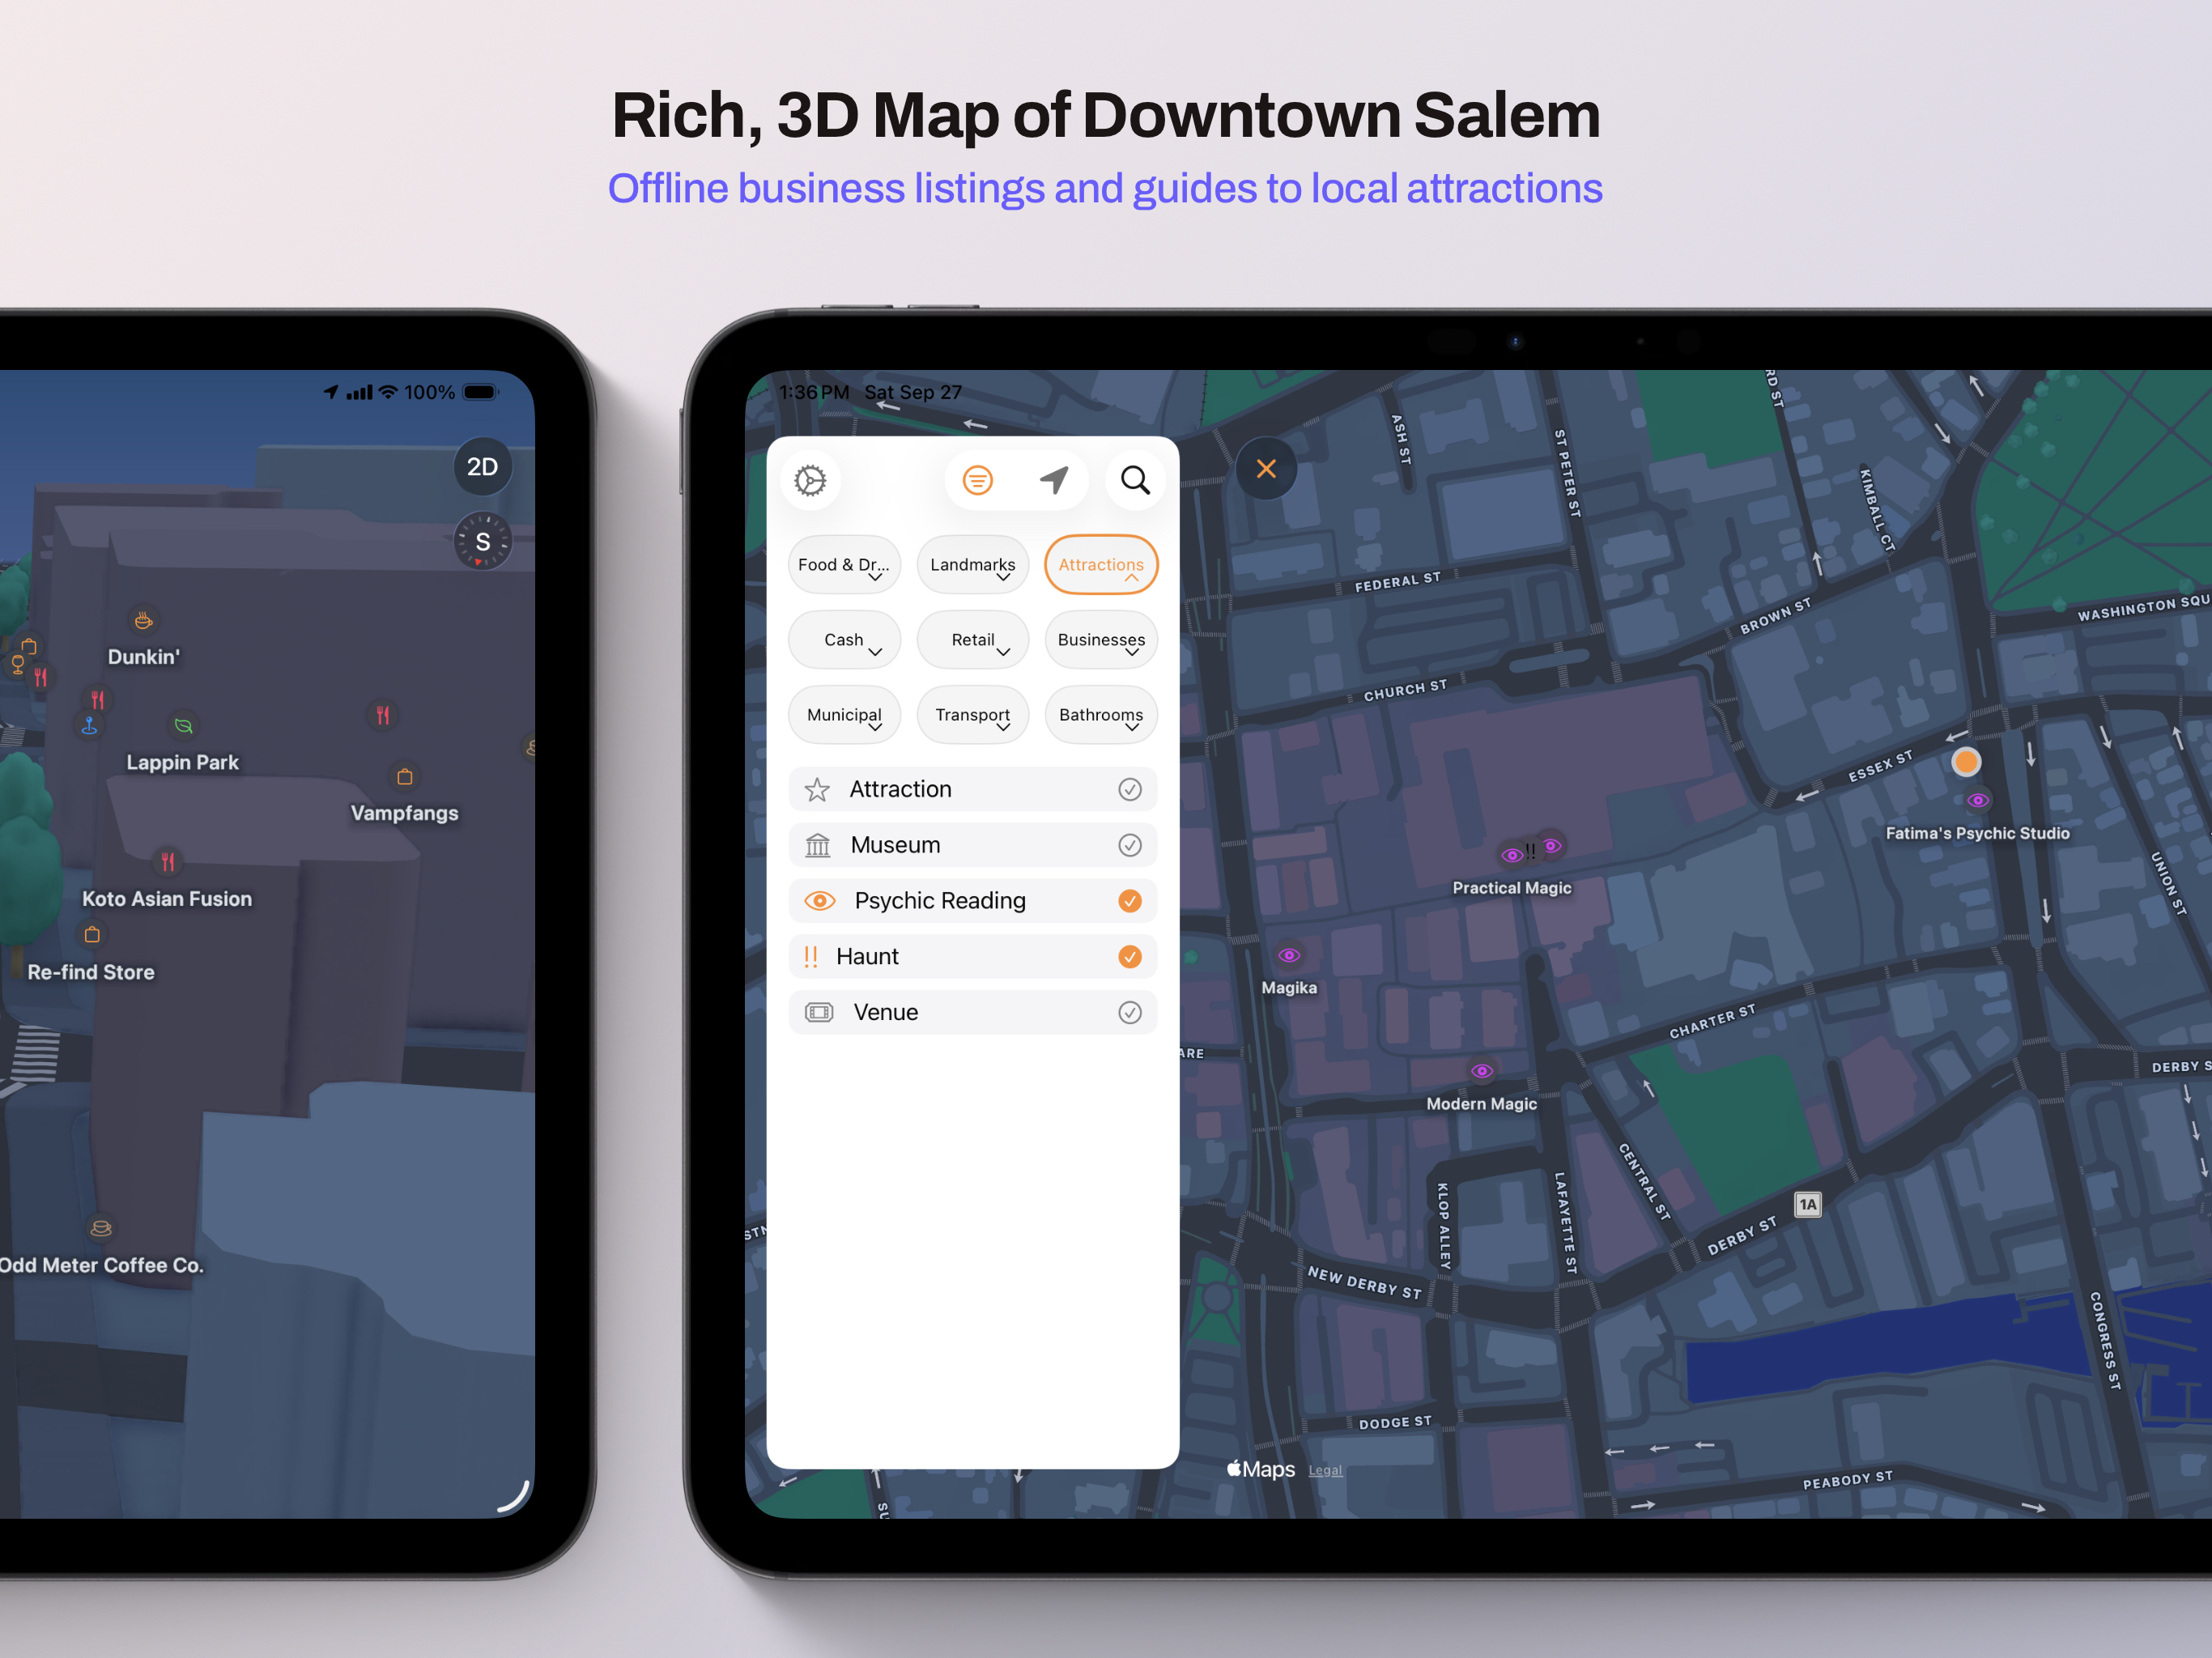 Rich, 3D Map of Downtown Salem
Offline business listings and guides to local attractions
100%
2D
S
Dunkin'
Lappin Park
Vampfangs
Koto Asian Fusion
Re-find Store
Odd Meter Coffee Co.
1:36 PM Sat Sep 27
Food & Dr...
Landmarks
Attractions
Cash
Retail
Businesses
Municipal
Transport
Bathrooms
Attraction
Museum
Psychic Reading
!! Haunt
Venue
ASH ST
ST PETER ST
RD ST
KIMBALL CT
FEDERAL ST
BROWN ST
WASHINGTON SQU
CHURCH ST
ESSEX ST
Fatima's Psychic Studio
UNION ST
!!
Practical Magic
Magika
CHARTER ST
ARE
DERBY S
Modern Magic
CENTRAL ST
KLOP ALLEY
LAFAYETTE ST
1A
DERBY ST
NEW DERBY ST
CONGRESS ST
DODGE ST
Maps Legal
PEABODY ST